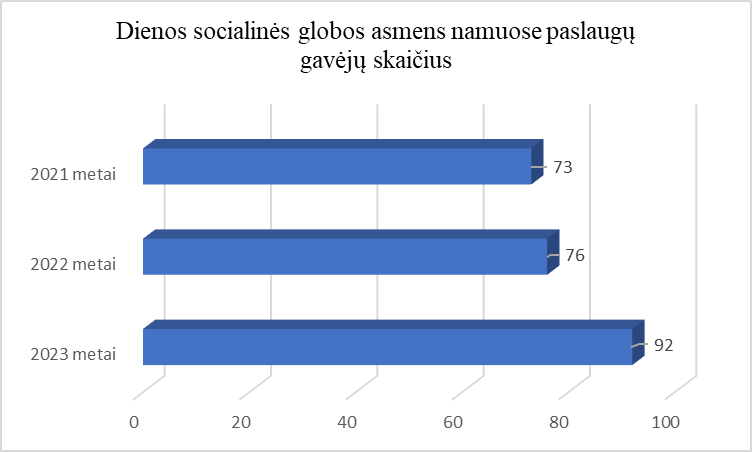 Dienos socialinės globos asmens namuose paslaugų
gavėjų skaičius
2021 metai
73
2022 metai
76
2023 metai
92
0 20 40 60 80 100